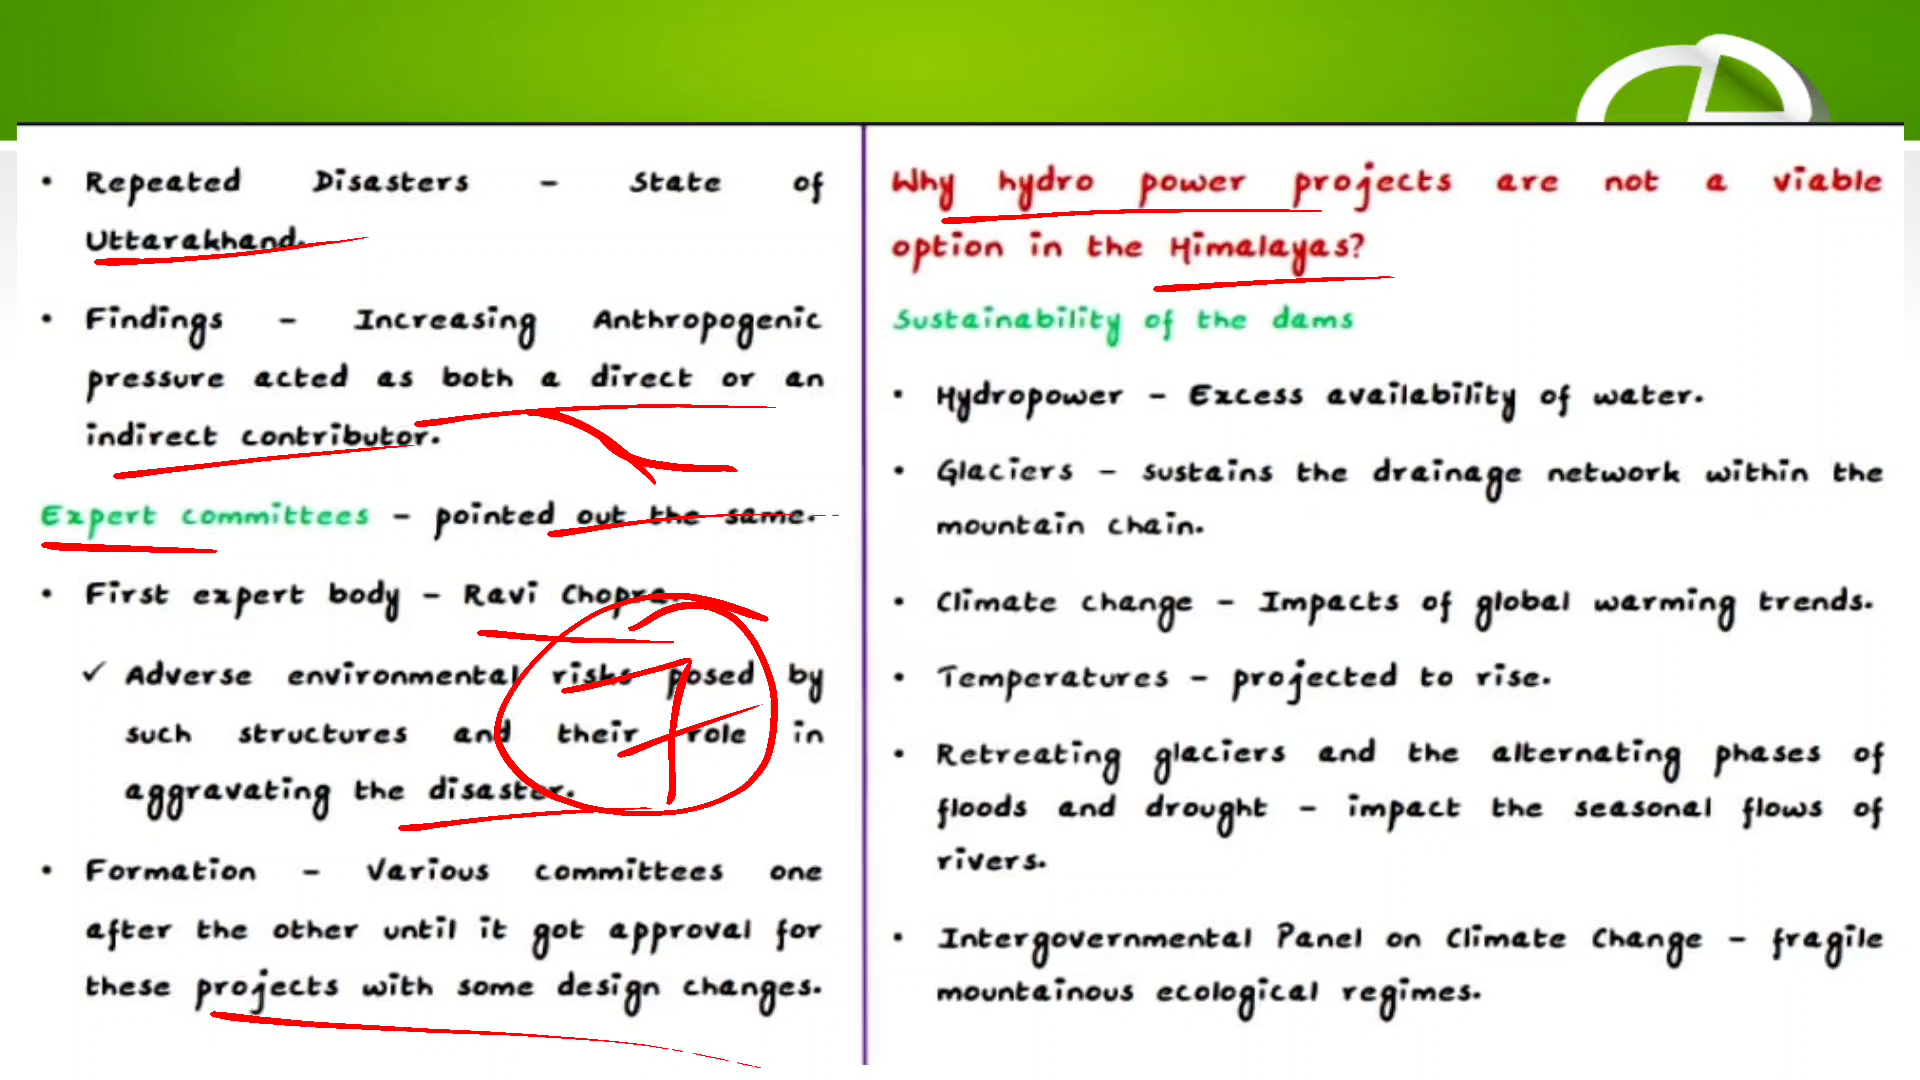 • Repeated Disasters – State of
Uttarakhand.
• Findings – Increasing Anthropogenic
pressure acted as both a direct or an
indirect contributor.
Expert committees – pointed out the same.
• First expert body – Ravi Chopra.
✓ Adverse environmental risks posed by
such structures and their role in
aggravating the disaster.
7
• Formation – Various committees one
after the other until it got approval for
these projects with some design changes.
Why hydro power projects are not a viable
option in the Himalayas?
Sustainability of the dams
• Hydropower – Excess availability of water.
• Glaciers – sustains the drainage network within the
mountain chain.
• Climate change – Impacts of global warming trends.
• Temperatures – projected to rise.
• Retreating glaciers and the alternating phases of
floods and drought – impact the seasonal flows of
rivers.
• Intergovernmental Panel on Climate Change – fragile
mountainous ecological regimes.